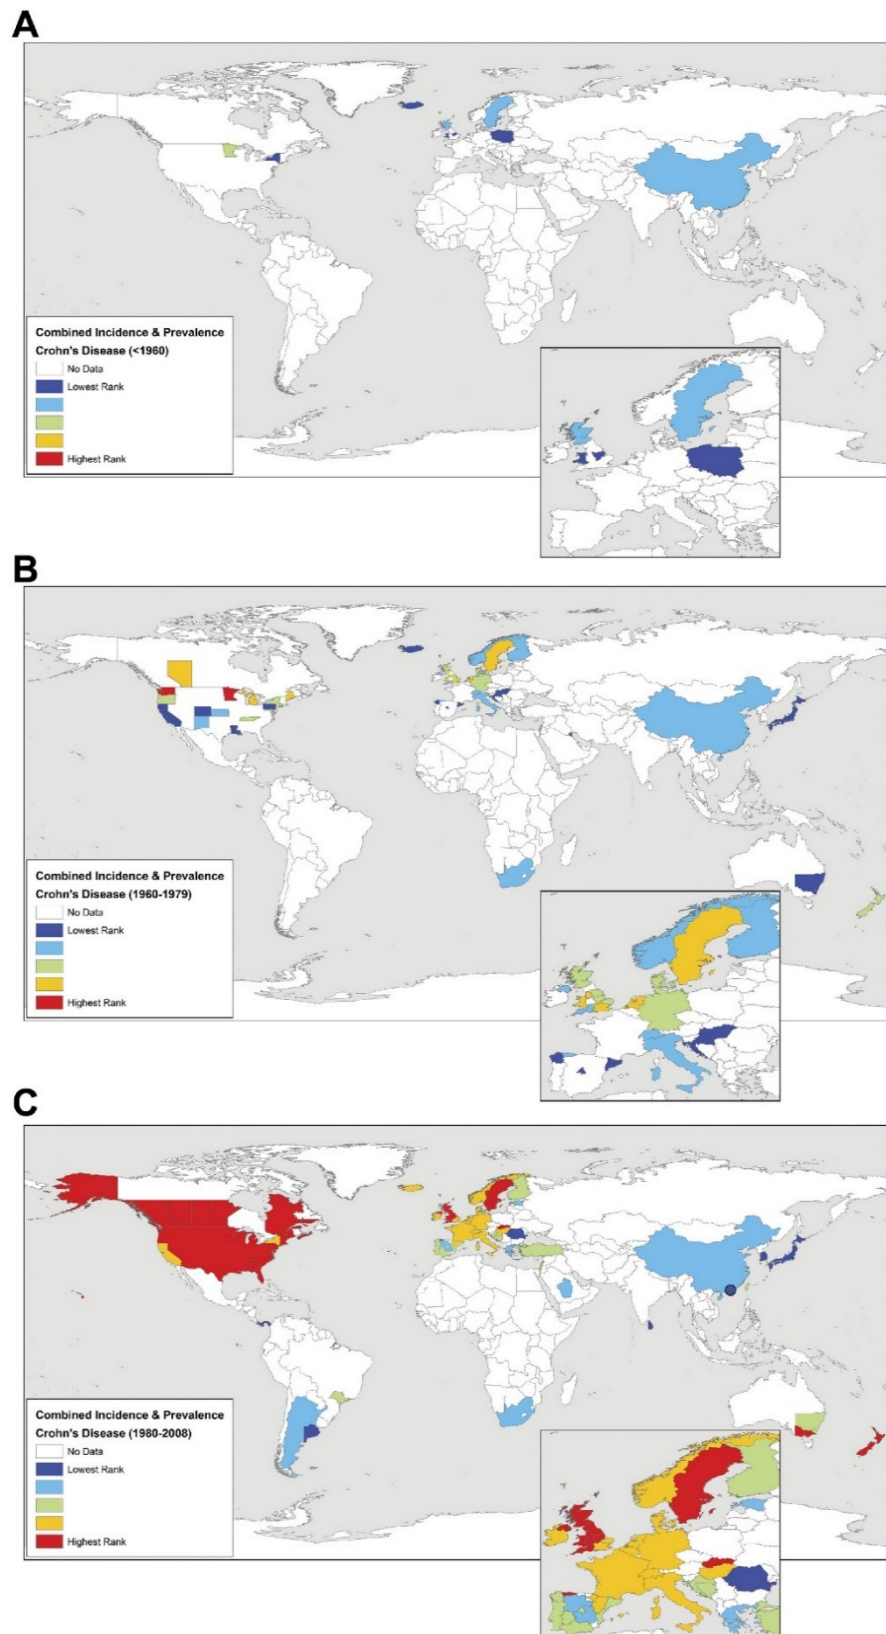 A
Combined Incidence & Prevalence
Crohn's Disease (<1960)
No Data
Lowest Rank
Highest Rank
B
Combined Incidence & Prevalence
Crohn's Disease (1960-1979)
No Data
Lowest Rank
Highest Rank
C
Combined Incidence & Prevalence
Crohn's Disease (1980-2008)
No Data
Lowest Rank
Highest Rank